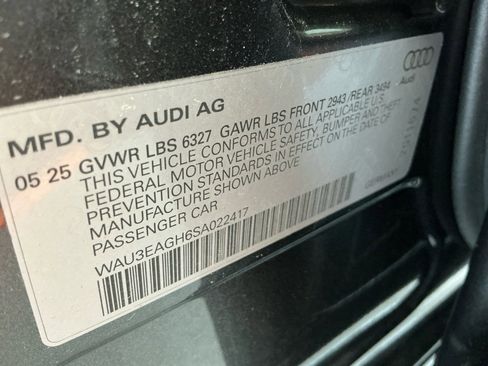 MFD. BY AUDI AG
Audi
05 25 GVWR LBS 6327 GAWR LBS FRONT 2943 /REAR 3494
THIS VEHICLE CONFORMS TO ALL APPLICABLE U.S.
FEDERAL MOTOR VEHICLE SAFETY, BUMPER AND THEFT
PREVENTION STANDARDS IN EFFECT ON THE DATE OF
MANUFACTURE SHOWN ABOVE
PASSENGER CAR
GERMANY
WAU3EAGH6SA022417